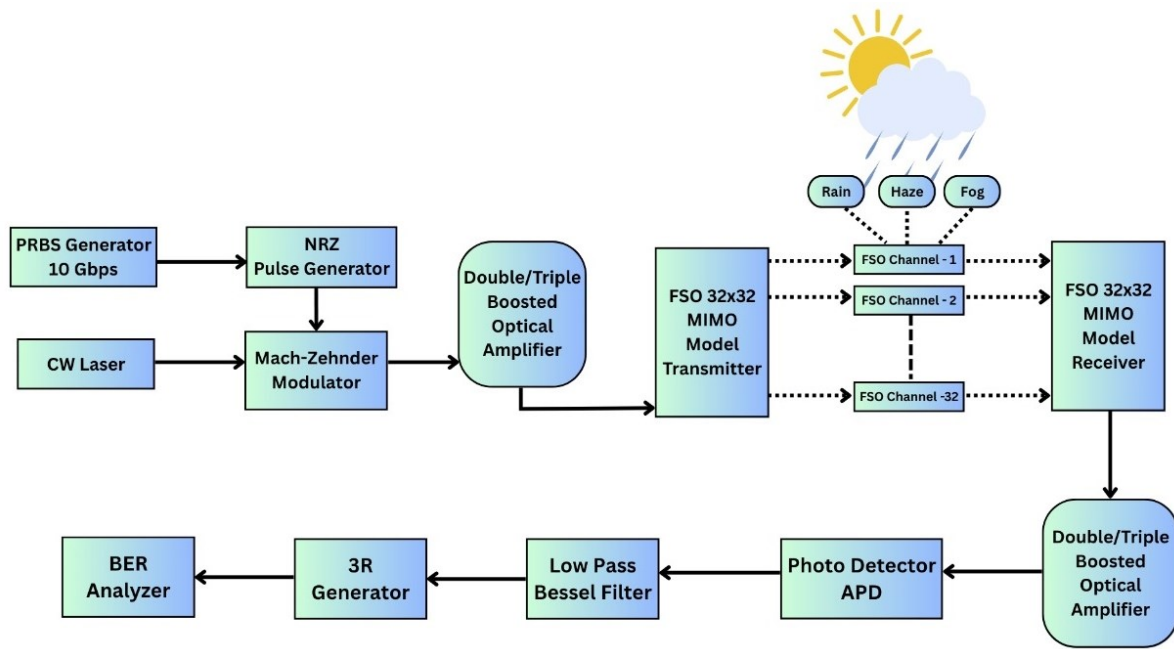 Rain
Haze
Fog
PRBS Generator
10 Gbps
NRZ
Pulse Generator
CW Laser
Mach-Zehnder
Modulator
Double/Triple
Boosted
Optical
Amplifier
FSO 32x32
MIMO
Model
Transmitter
FSO Channel - 1
FSO Channel - 2
FSO Channel -32
FSO 32x32
MIMO
Model
Receiver
Double/Triple
Boosted
Optical
Amplifier
Photo Detector
APD
Low Pass
Bessel Filter
3R
Generator
BER
Analyzer